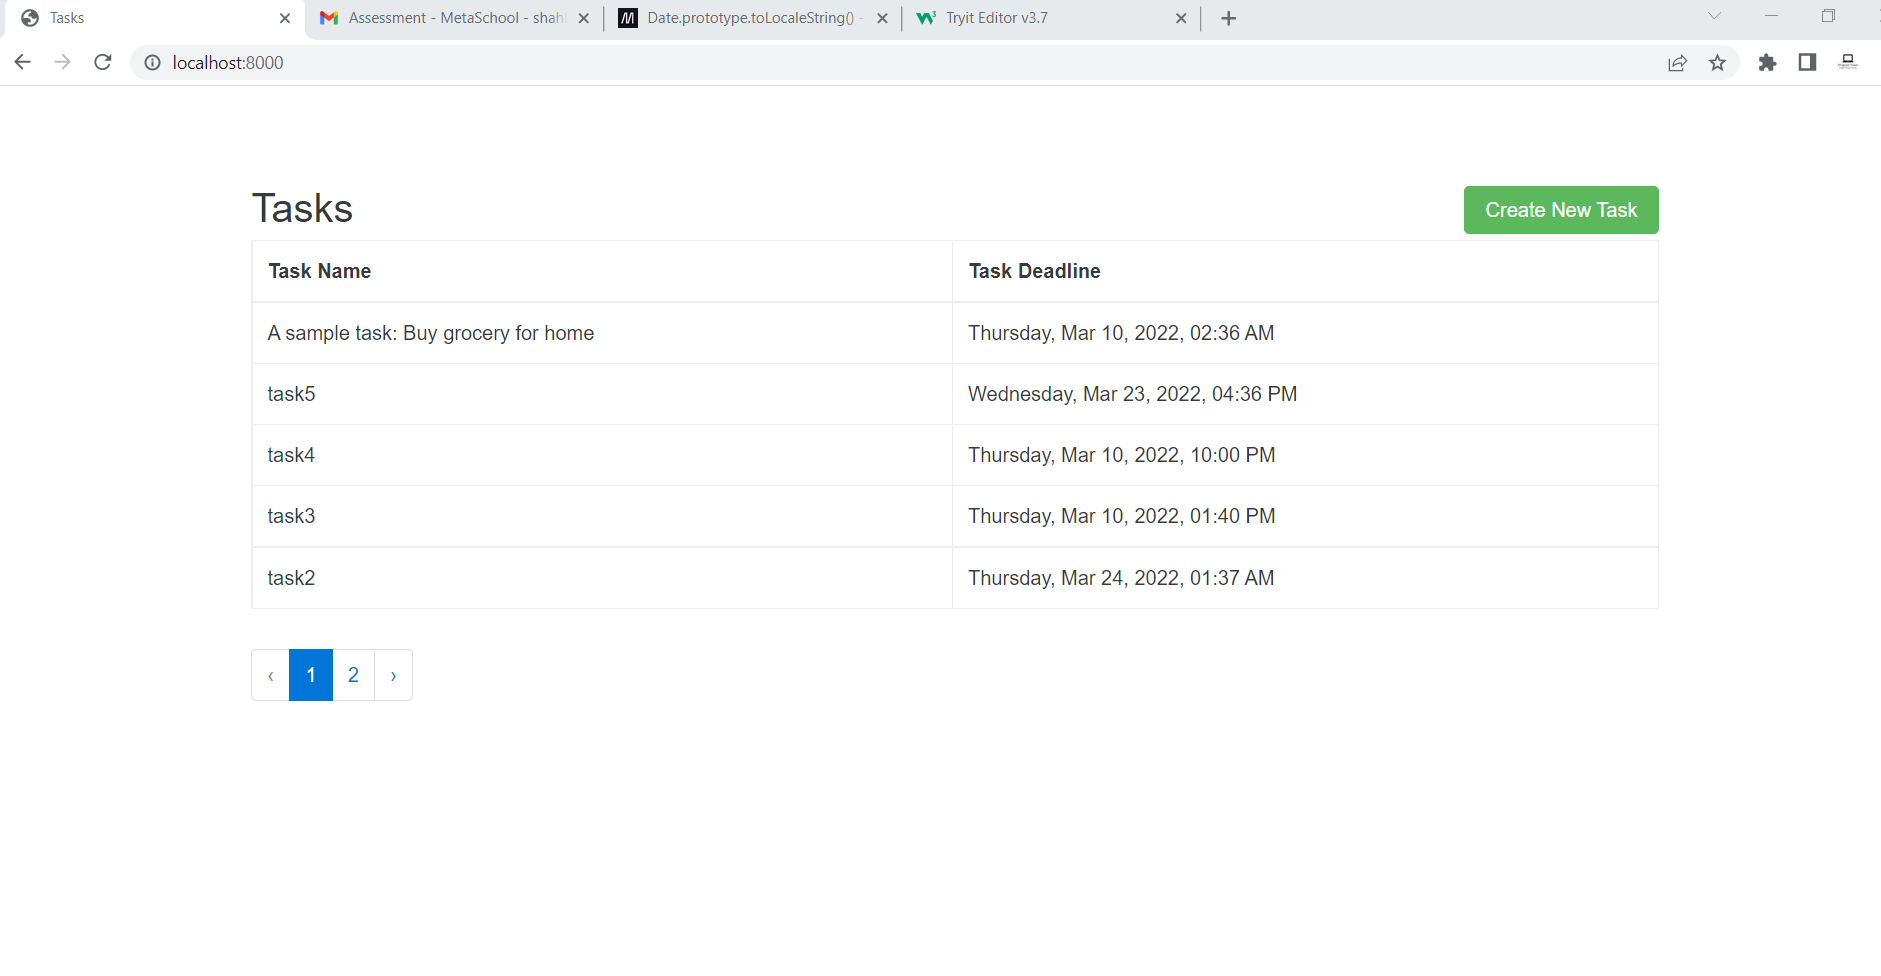 Tasks
Assessment - MetaSchool - shah
Date.prototype.toLocaleString() -
Tryit Editor v3.7
localhost:8000
Tasks
Create New Task
Task Name Task Deadline
A sample task: Buy grocery for home Thursday, Mar 10, 2022, 02:36 AM
task5 Wednesday, Mar 23, 2022, 04:36 PM
task4 Thursday, Mar 10, 2022, 10:00 PM
task3 Thursday, Mar 10, 2022, 01:40 PM
task2 Thursday, Mar 24, 2022, 01:37 AM
‹ 1 2 ›